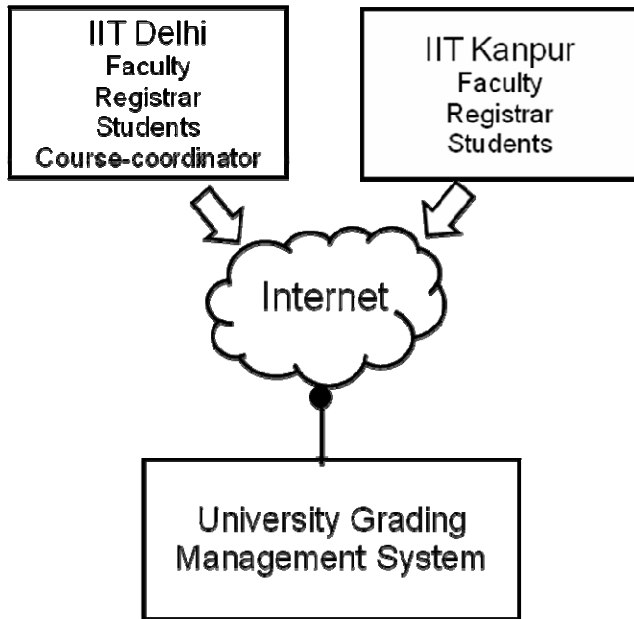 IIT Delhi
Faculty
Registrar
Students
Course-coordinator
IIT Kanpur
Faculty
Registrar
Students
Internet
University Grading
Management System